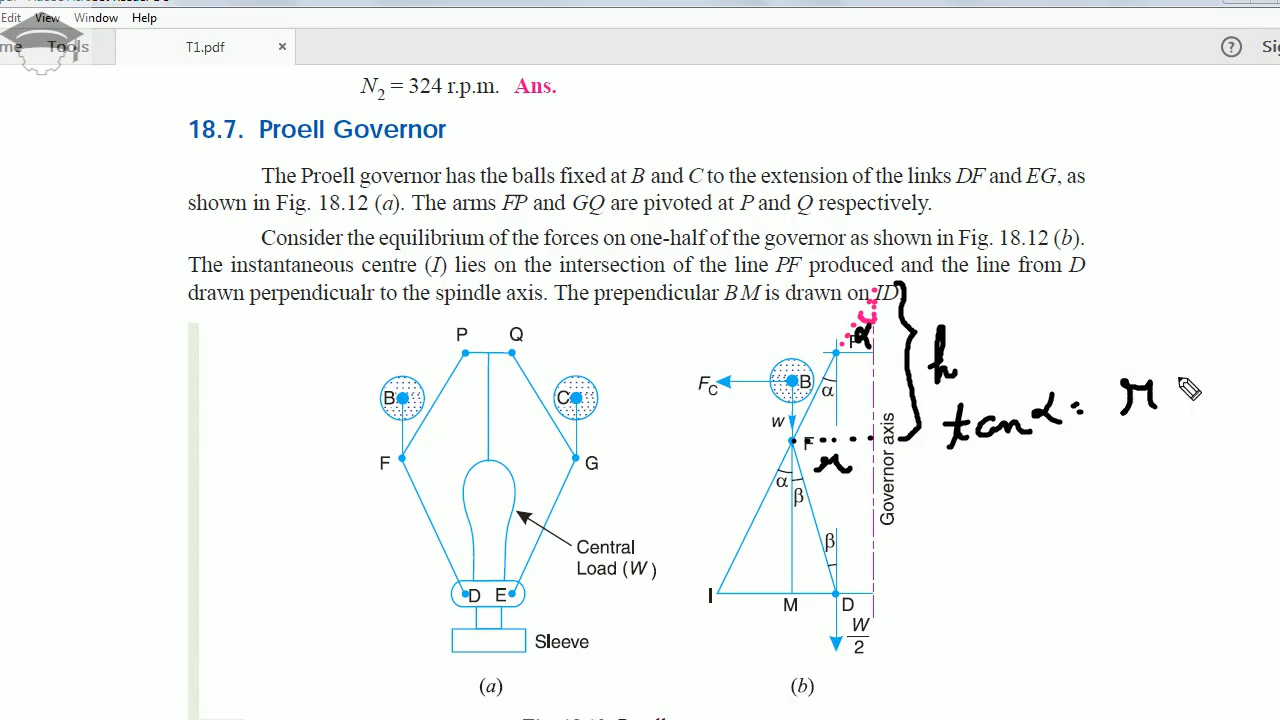 Edit View Window Help
me Tools T1.pdf × ? Sig
N2 = 324 r.p.m. Ans.
18.7. Proell Governor
The Proell governor has the balls fixed at B and C to the extension of the links DF and EG, as
shown in Fig. 18.12 (a). The arms FP and GQ are pivoted at P and Q respectively.
Consider the equilibrium of the forces on one-half of the governor as shown in Fig. 18.12 (b).
The instantaneous centre (I) lies on the intersection of the line PF produced and the line from D
drawn perpendicualr to the spindle axis. The prependicular BM is drawn on ID.
P Q
B C
F G
Central
Load (W)
D E
Sleeve
(a)
α
P
h
FC B α
w
tan α = r
F
r
Governor axis
α β
β
I M D
W
2
(b)